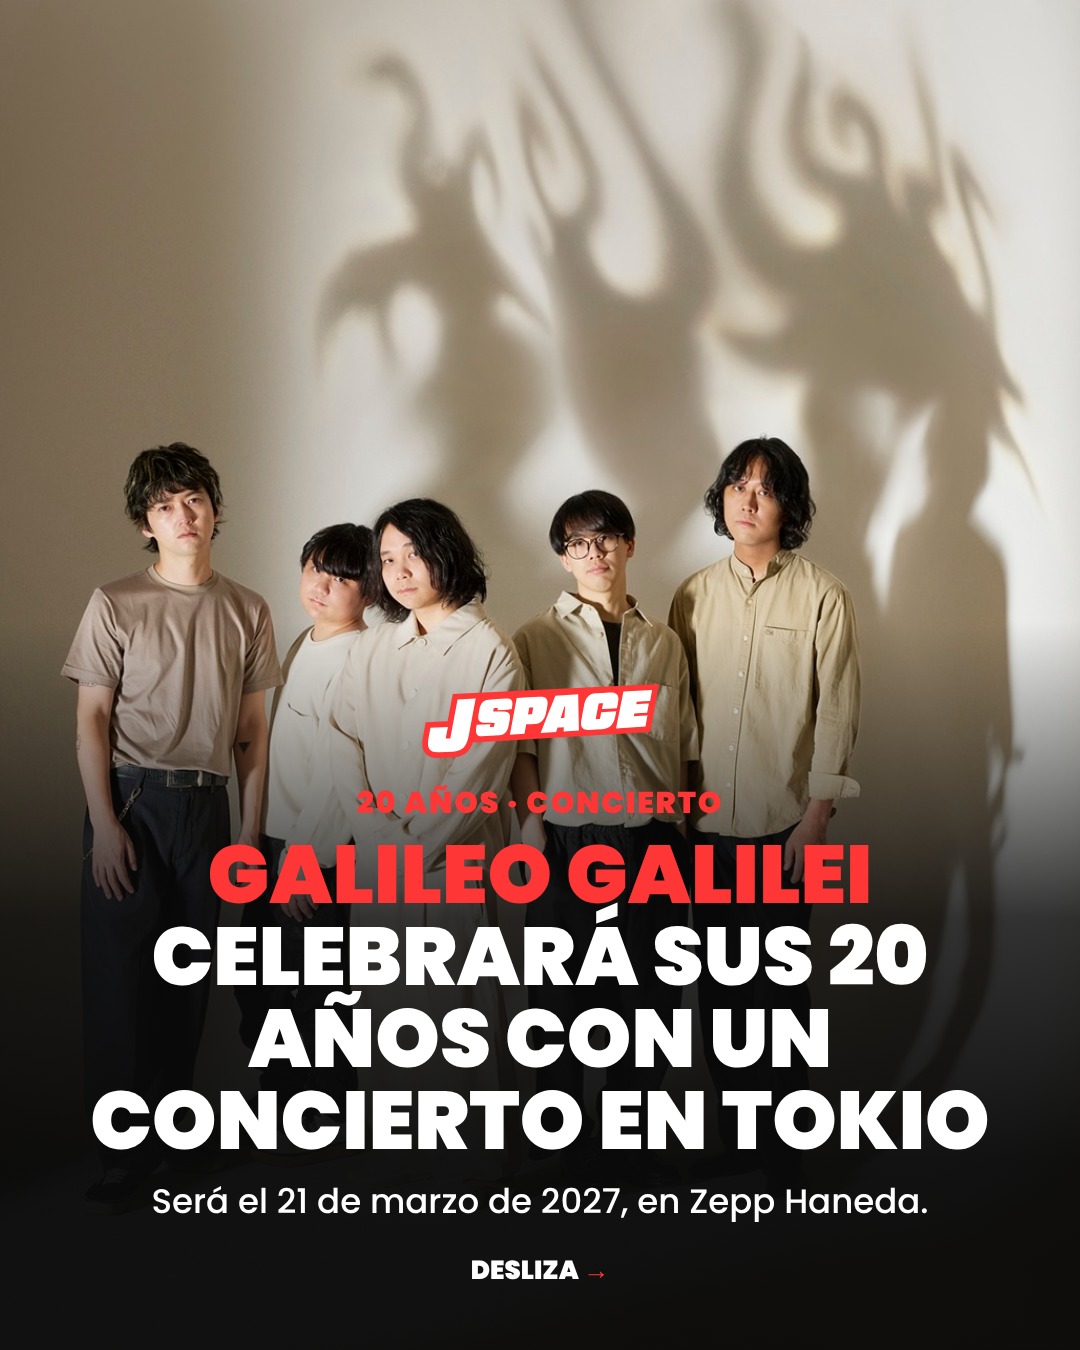 JSPACE
20 AÑOS · CONCIERTO
GALILEO GALILEI
CELEBRARÁ SUS 20
AÑOS CON UN
CONCIERTO EN TOKIO
Será el 21 de marzo de 2027, en Zepp Haneda.
DESLIZA →